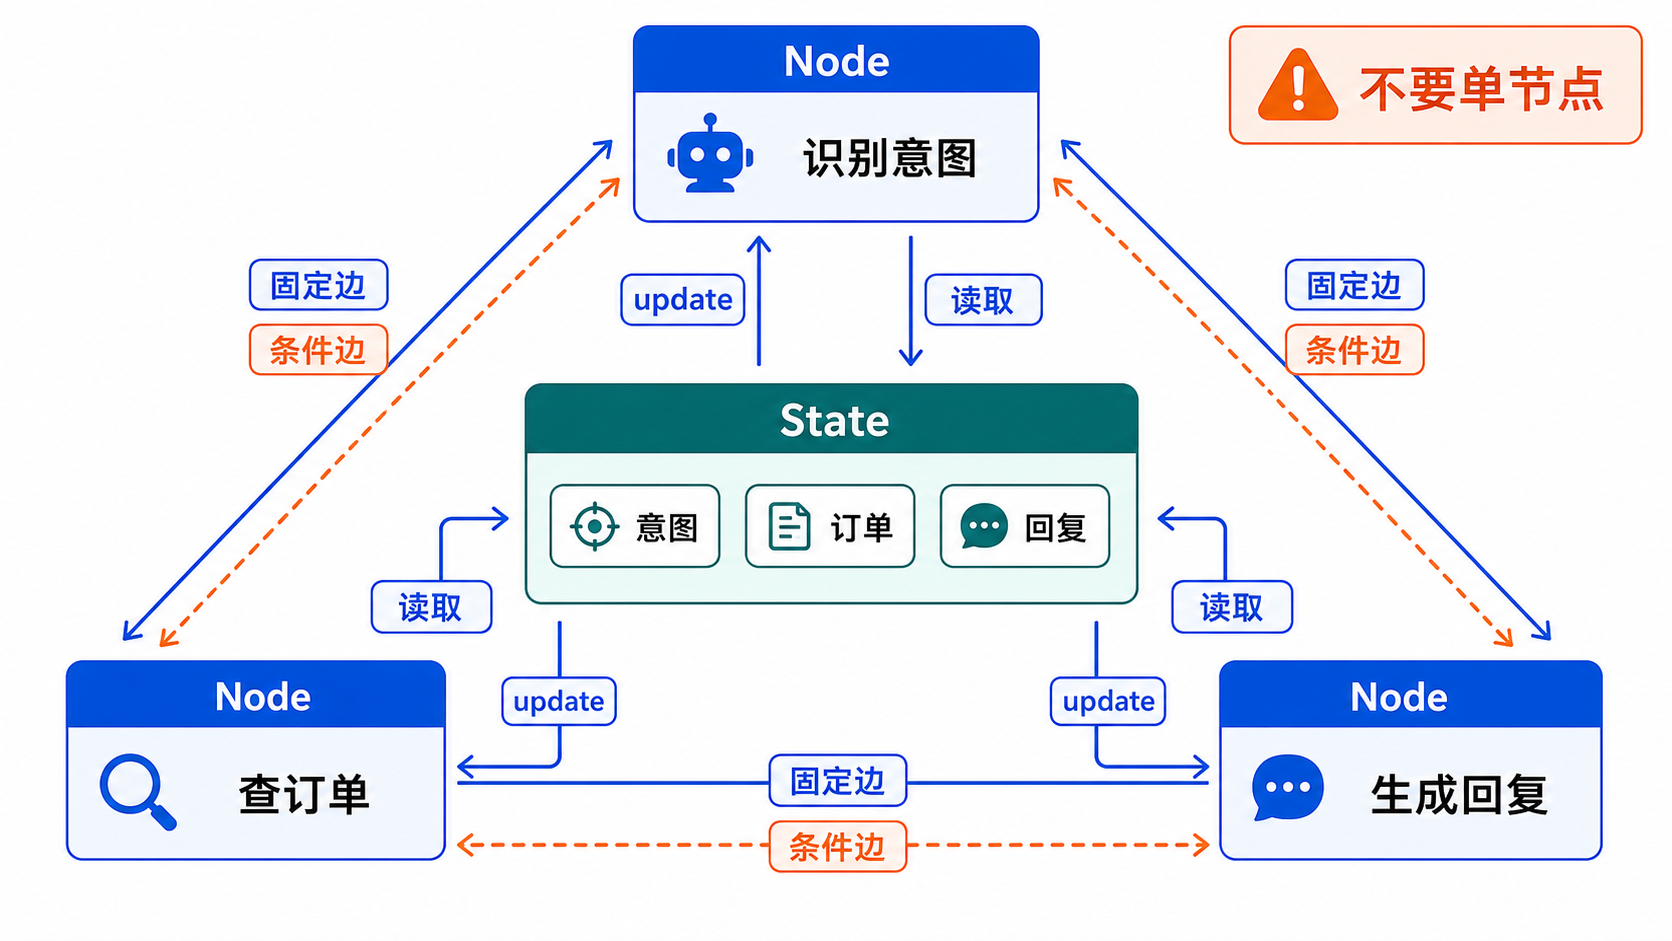 Node
识别意图
不要单节点
固定边
条件边
update
读取
固定边
条件边
State
意图
订单
回复
读取
读取
update
update
Node
查订单
固定边
条件边
Node
生成回复